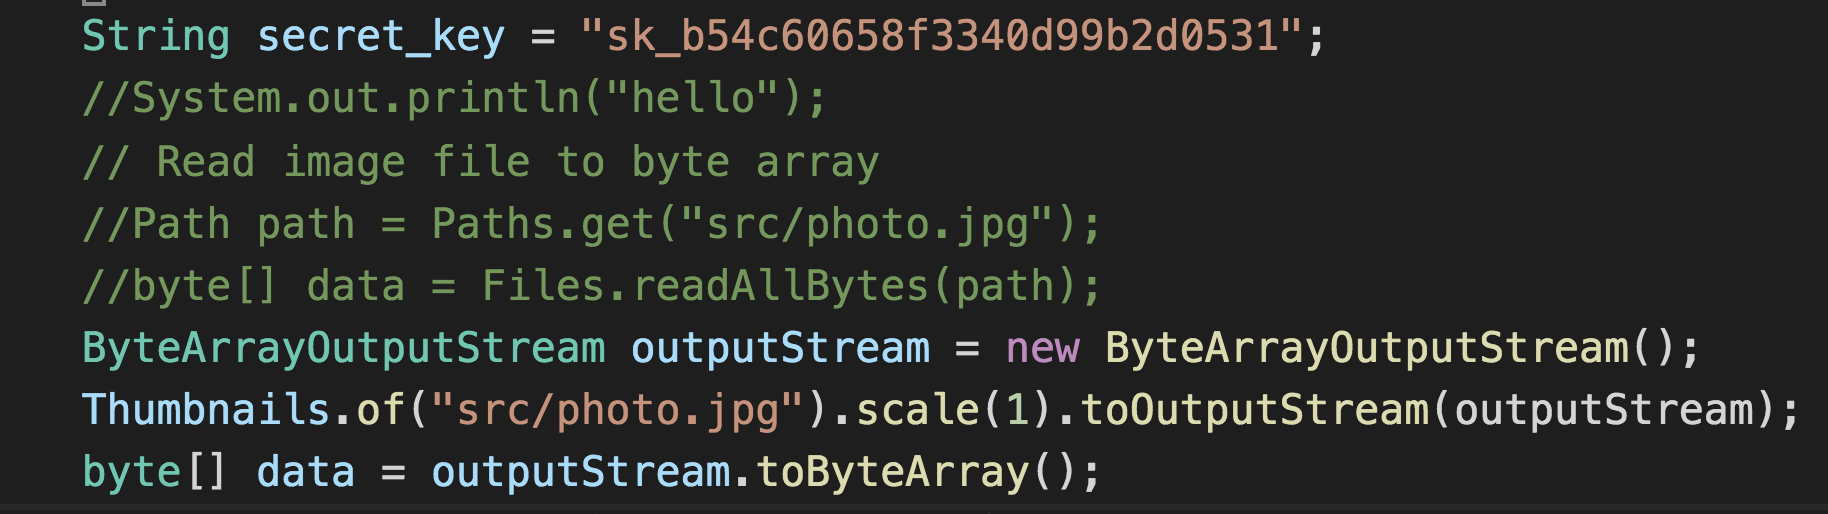 String secret_key = "sk_b54c60658f3340d99b2d0531";
//System.out.println("hello");
// Read image file to byte array
//Path path = Paths.get("src/photo.jpg");
//byte[] data = Files.readAllBytes(path);
ByteArrayOutputStream outputStream = new ByteArrayOutputStream();
Thumbnails.of("src/photo.jpg").scale(1).toOutputStream(outputStream);
byte[] data = outputStream.toByteArray();